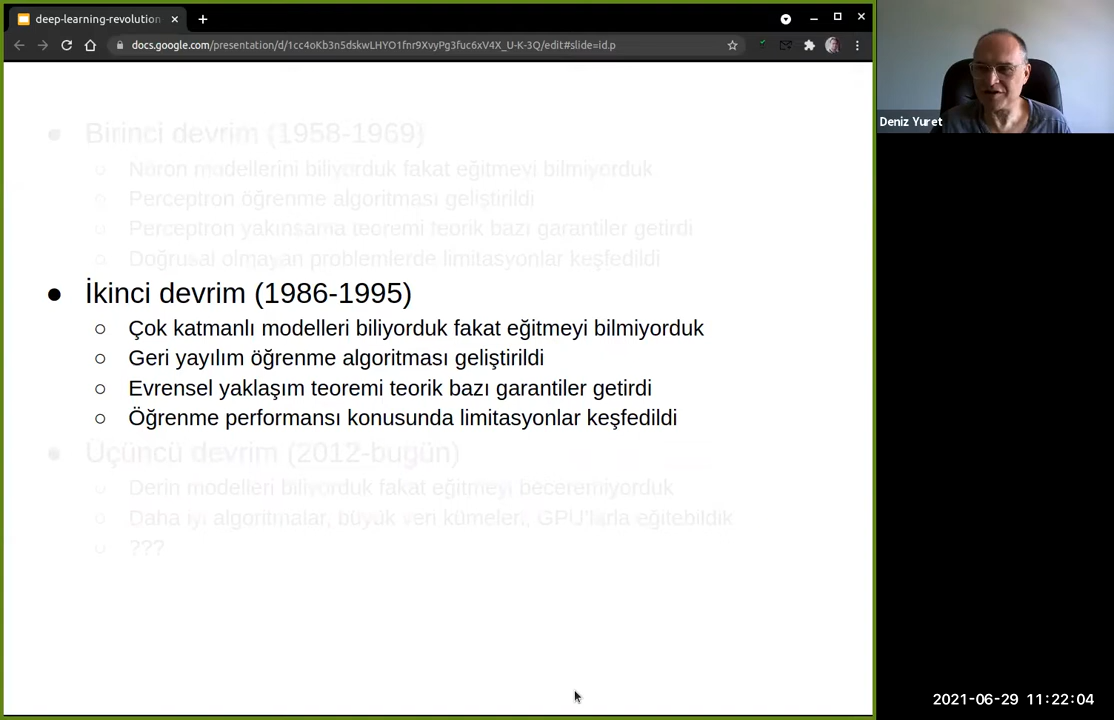 deep-learning-revolution
docs.google.com/presentation/d/1cc4oKb3n5dskwLHYO1fnr9XvyPg3fuc6xV4X_U-K-3Q/edit#slide=id.p
Deniz Yuret
Birinci devrim (1958-1969)
Nöron modellerini biliyorduk fakat eğitmeyi bilmiyorduk
Perceptron öğrenme algoritması geliştirildi
Perceptron yakınsama teoremi teorik bazı garantiler getirdi
Doğrusal olmayan problemlerde limitasyonlar keşfedildi
İkinci devrim (1986-1995)
Çok katmanlı modelleri biliyorduk fakat eğitmeyi bilmiyorduk
Geri yayılım öğrenme algoritması geliştirildi
Evrensel yaklaşım teoremi teorik bazı garantiler getirdi
Öğrenme performansı konusunda limitasyonlar keşfedildi
Üçüncü devrim (2012-bugün)
Derin modelleri biliyorduk fakat eğitmeyi beceremiyorduk
Daha iyi algoritmalar, büyük veri kümeleri, GPU'larla eğitebildik
???
2021-06-29 11:22:04